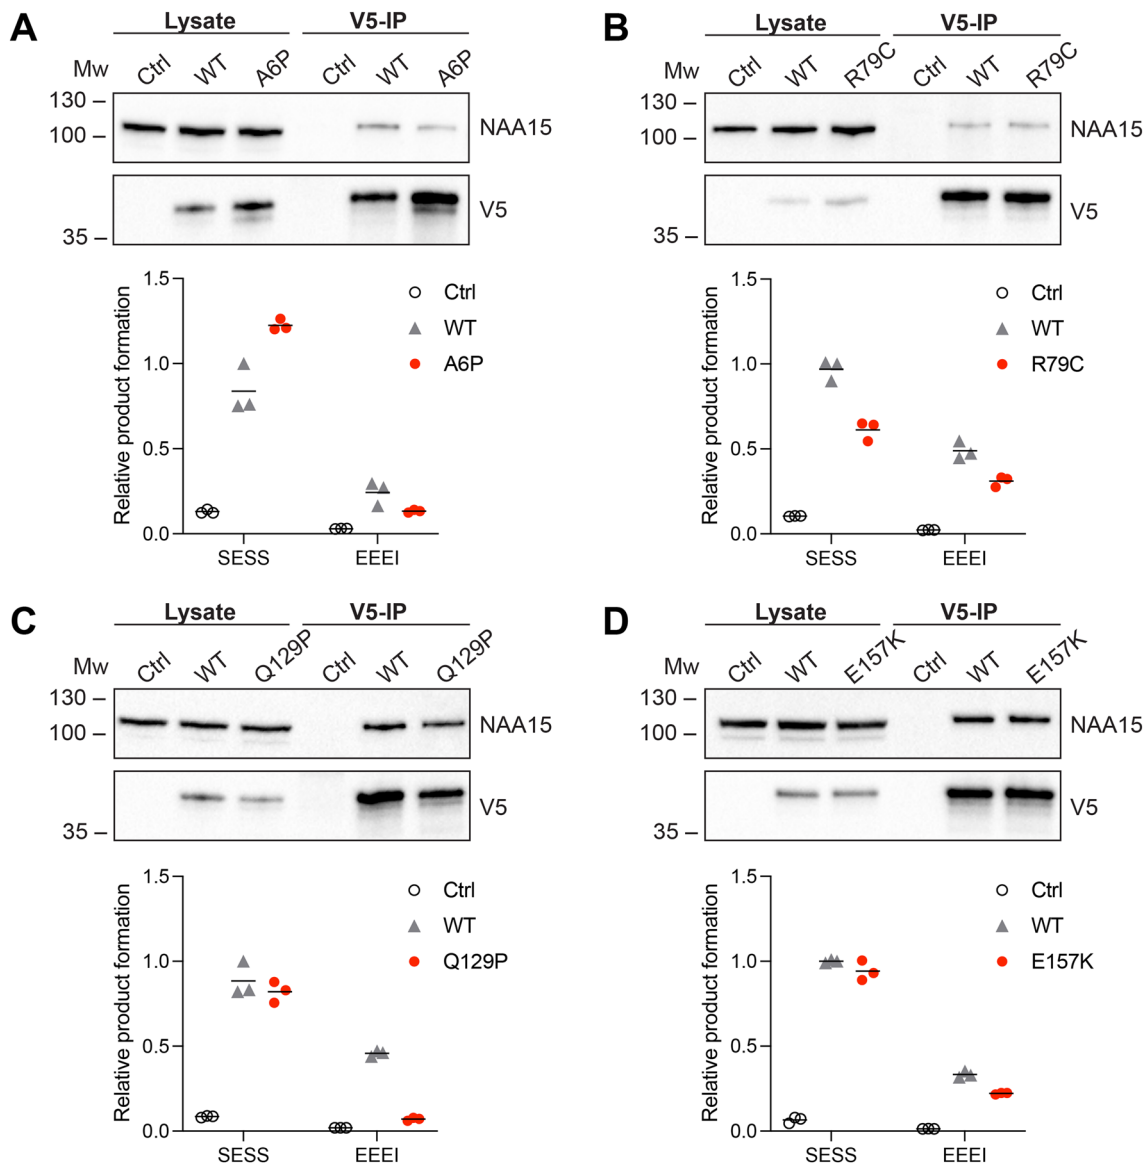 A
Lysate V5-IP
Mw Ctrl WT A6P Ctrl WT A6P
130
100
NAA15
V5
35
Relative product formation
1.5
1.0
0.5
0.0
Ctrl
WT
A6P
SESS EEEI
B
Lysate V5-IP
Mw Ctrl WT R79C Ctrl WT R79C
130
100
NAA15
V5
35
Relative product formation
1.5
1.0
0.5
0.0
Ctrl
WT
R79C
SESS EEEI
C
Lysate V5-IP
Mw Ctrl WT Q129P Ctrl WT Q129P
130
100
NAA15
V5
35
Relative product formation
1.5
1.0
0.5
0.0
Ctrl
WT
Q129P
SESS EEEI
D
Lysate V5-IP
Mw Ctrl WT E157K Ctrl WT E157K
130
100
NAA15
V5
35
Relative product formation
1.5
1.0
0.5
0.0
Ctrl
WT
E157K
SESS EEEI